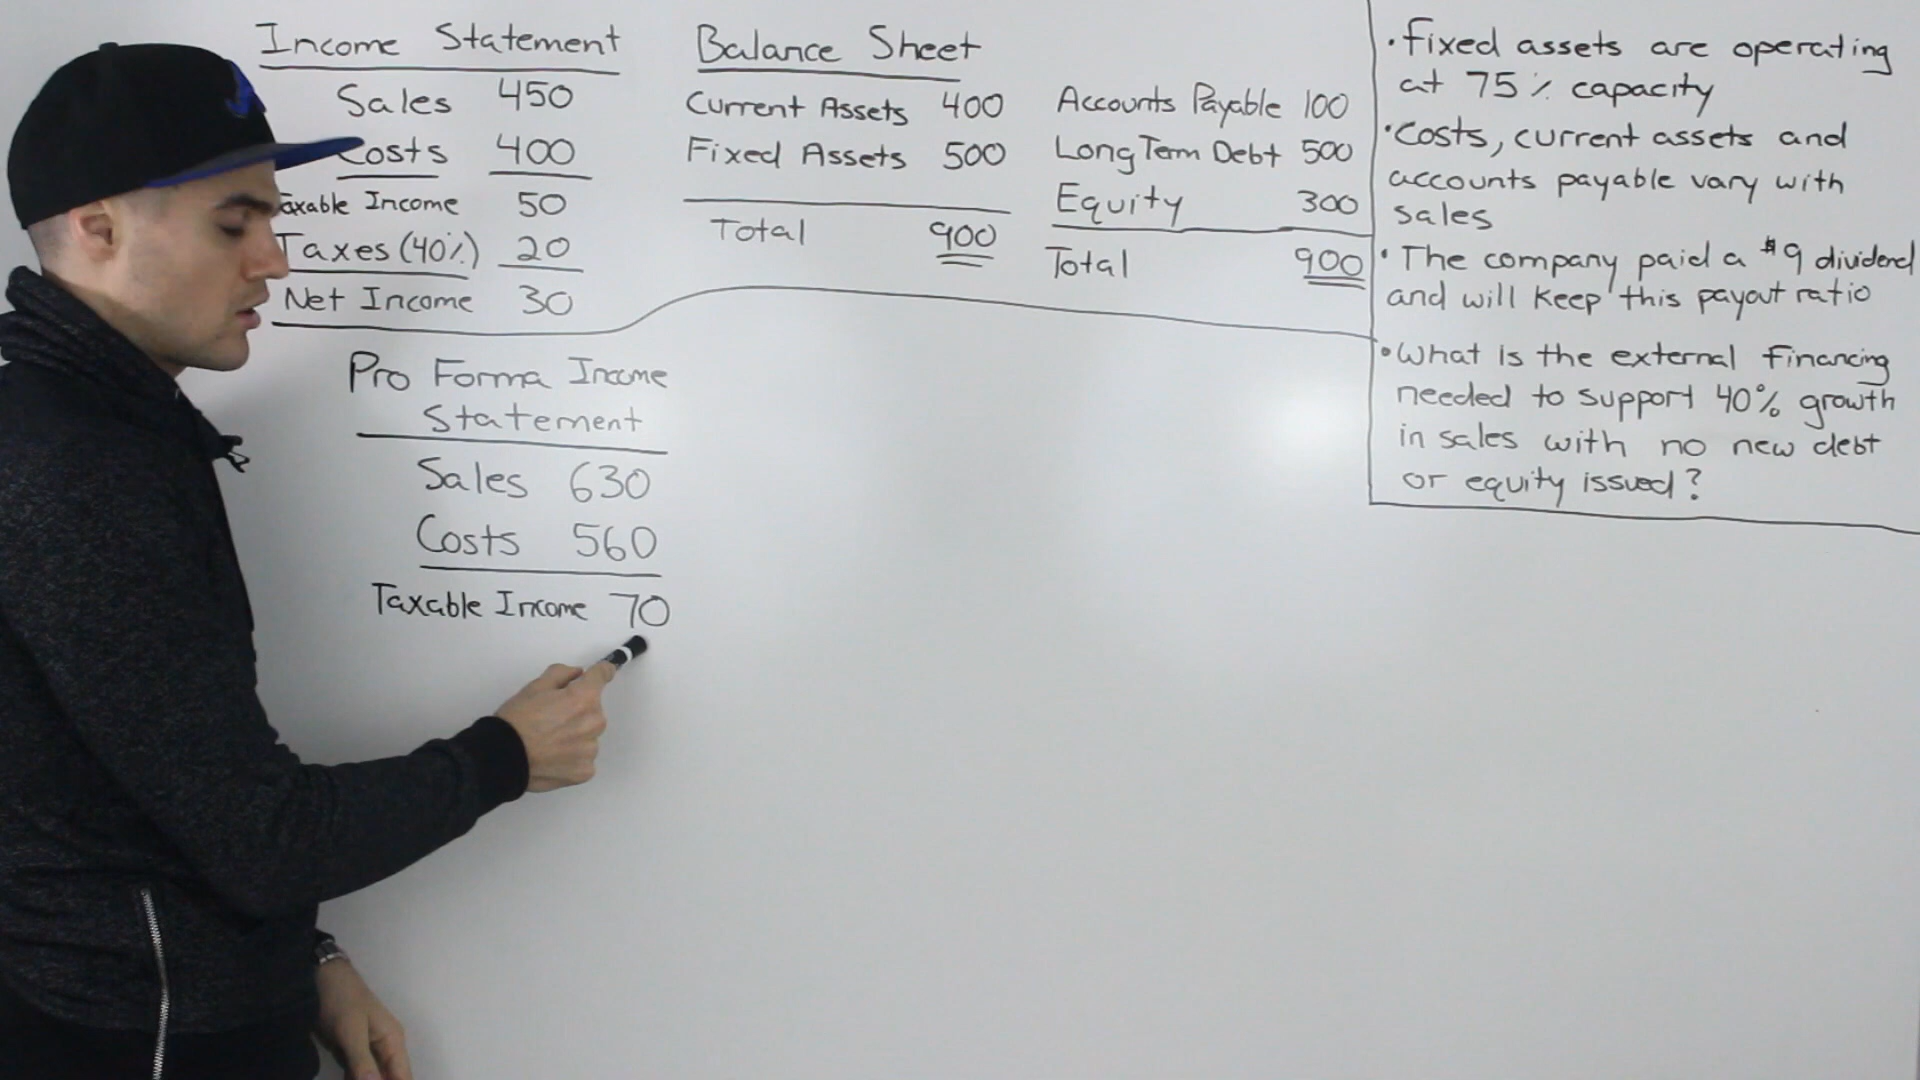 Income Statement
Sales 450
Costs 400
Taxable Income 50
Taxes (40%) 20
Net Income 30
Balance Sheet
Current Assets 400
Fixed Assets 500
Total 900
Accounts Payable 100
Long Term Debt 500
Equity 300
Total 900
• Fixed assets are operating
at 75% capacity
• Costs, current assets and
accounts payable vary with
sales
• The company paid a $9 dividend
and will keep this payout ratio
• What is the external financing
needed to support 40% growth
in sales with no new debt
or equity issued?
Pro Forma Income
Statement
Sales 630
Costs 560
Taxable Income 70